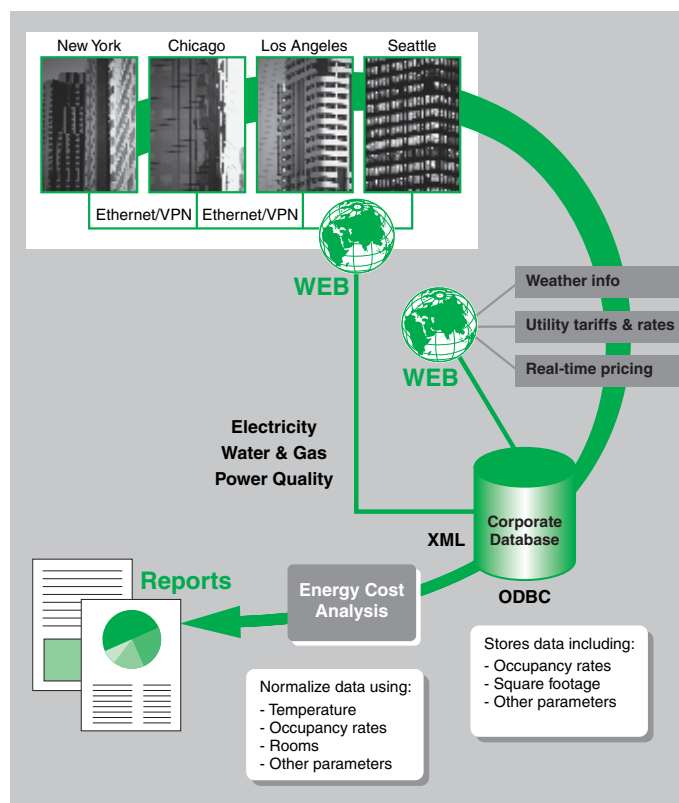 New York
Chicago
Los Angeles
Seattle
Ethernet/VPN
Ethernet/VPN
WEB
Weather info
Utility tariffs & rates
Real-time pricing
WEB
Electricity
Water & Gas
Power Quality
Corporate
Database
XML
ODBC
Reports
Energy Cost
Analysis
Stores data including:
- Occupancy rates
- Square footage
- Other parameters
Normalize data using:
- Temperature
- Occupancy rates
- Rooms
- Other parameters